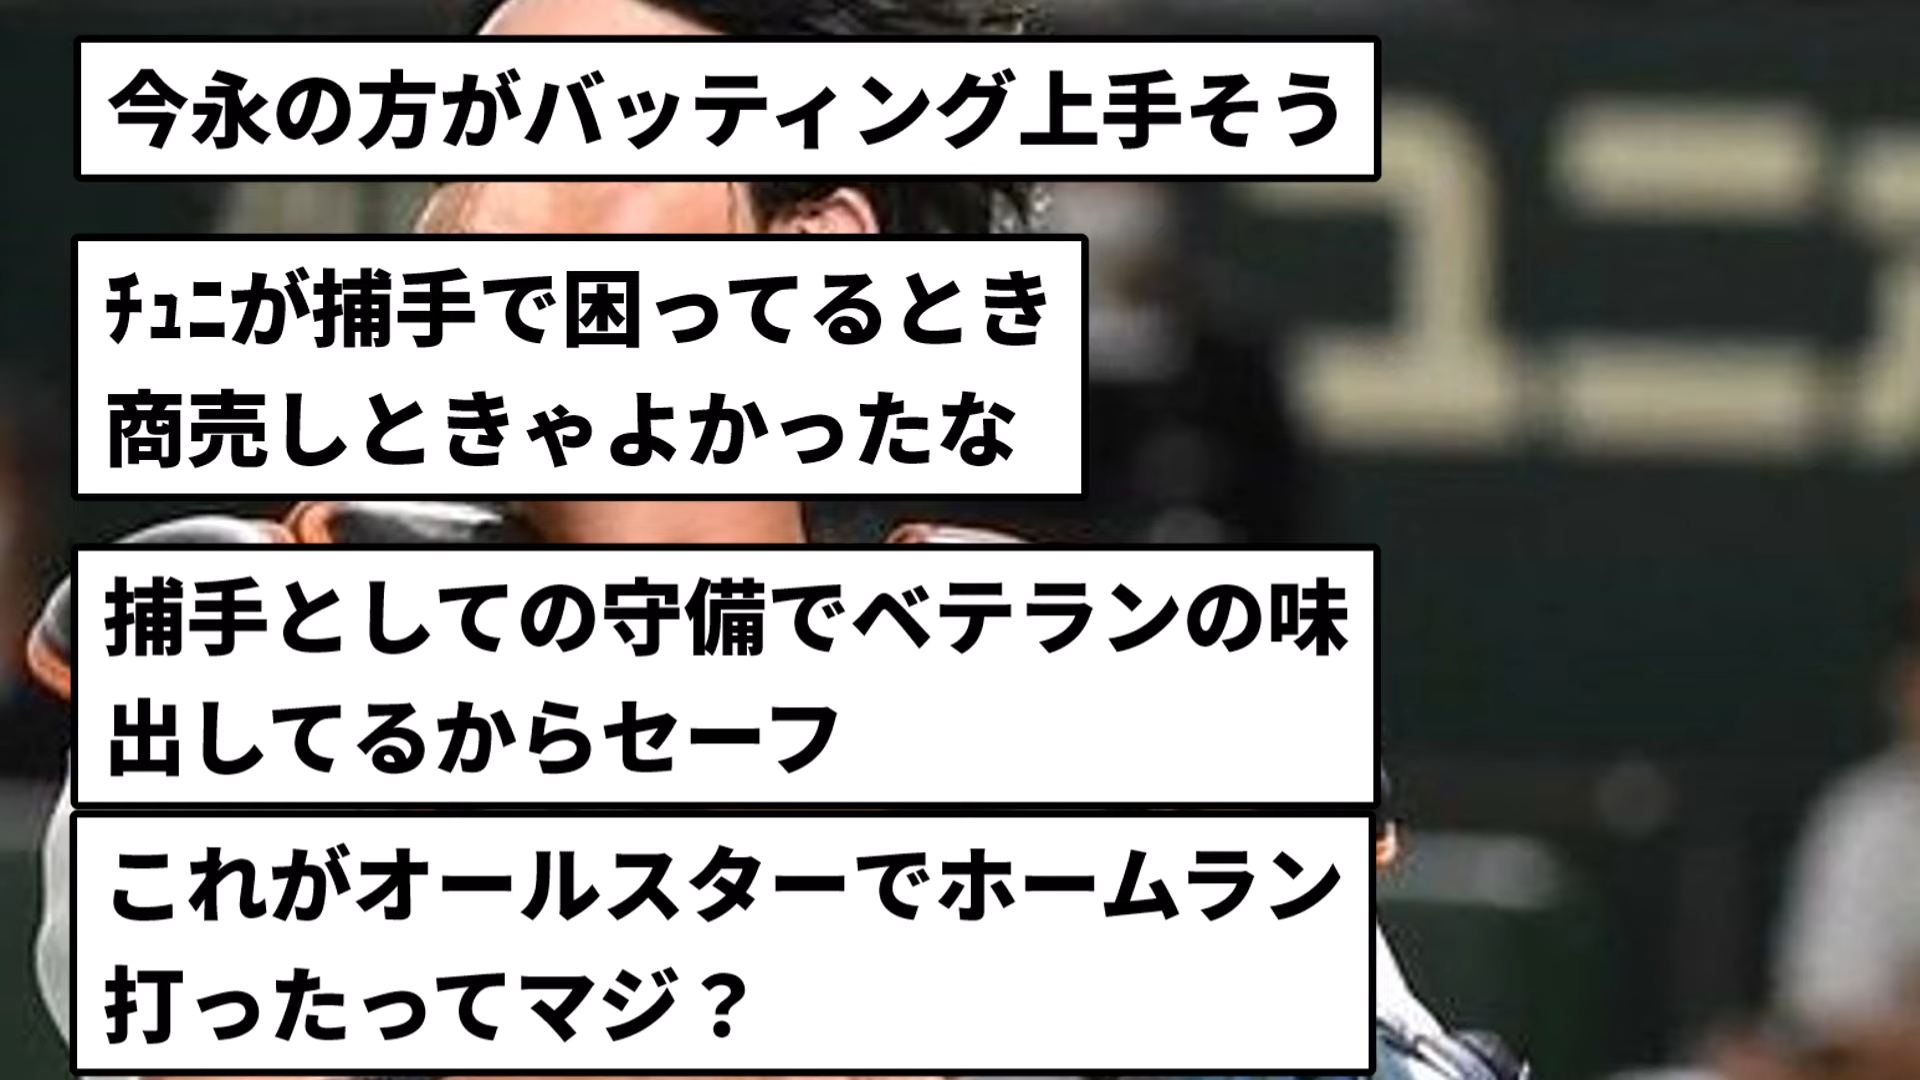 今永の方がバッティング上手そう
ﾁｭﾆが捕手で困ってるとき
商売しときゃよかったな
捕手としての守備でベテランの味
出してるからセーフ
これがオールスターでホームラン
打ったってマジ？